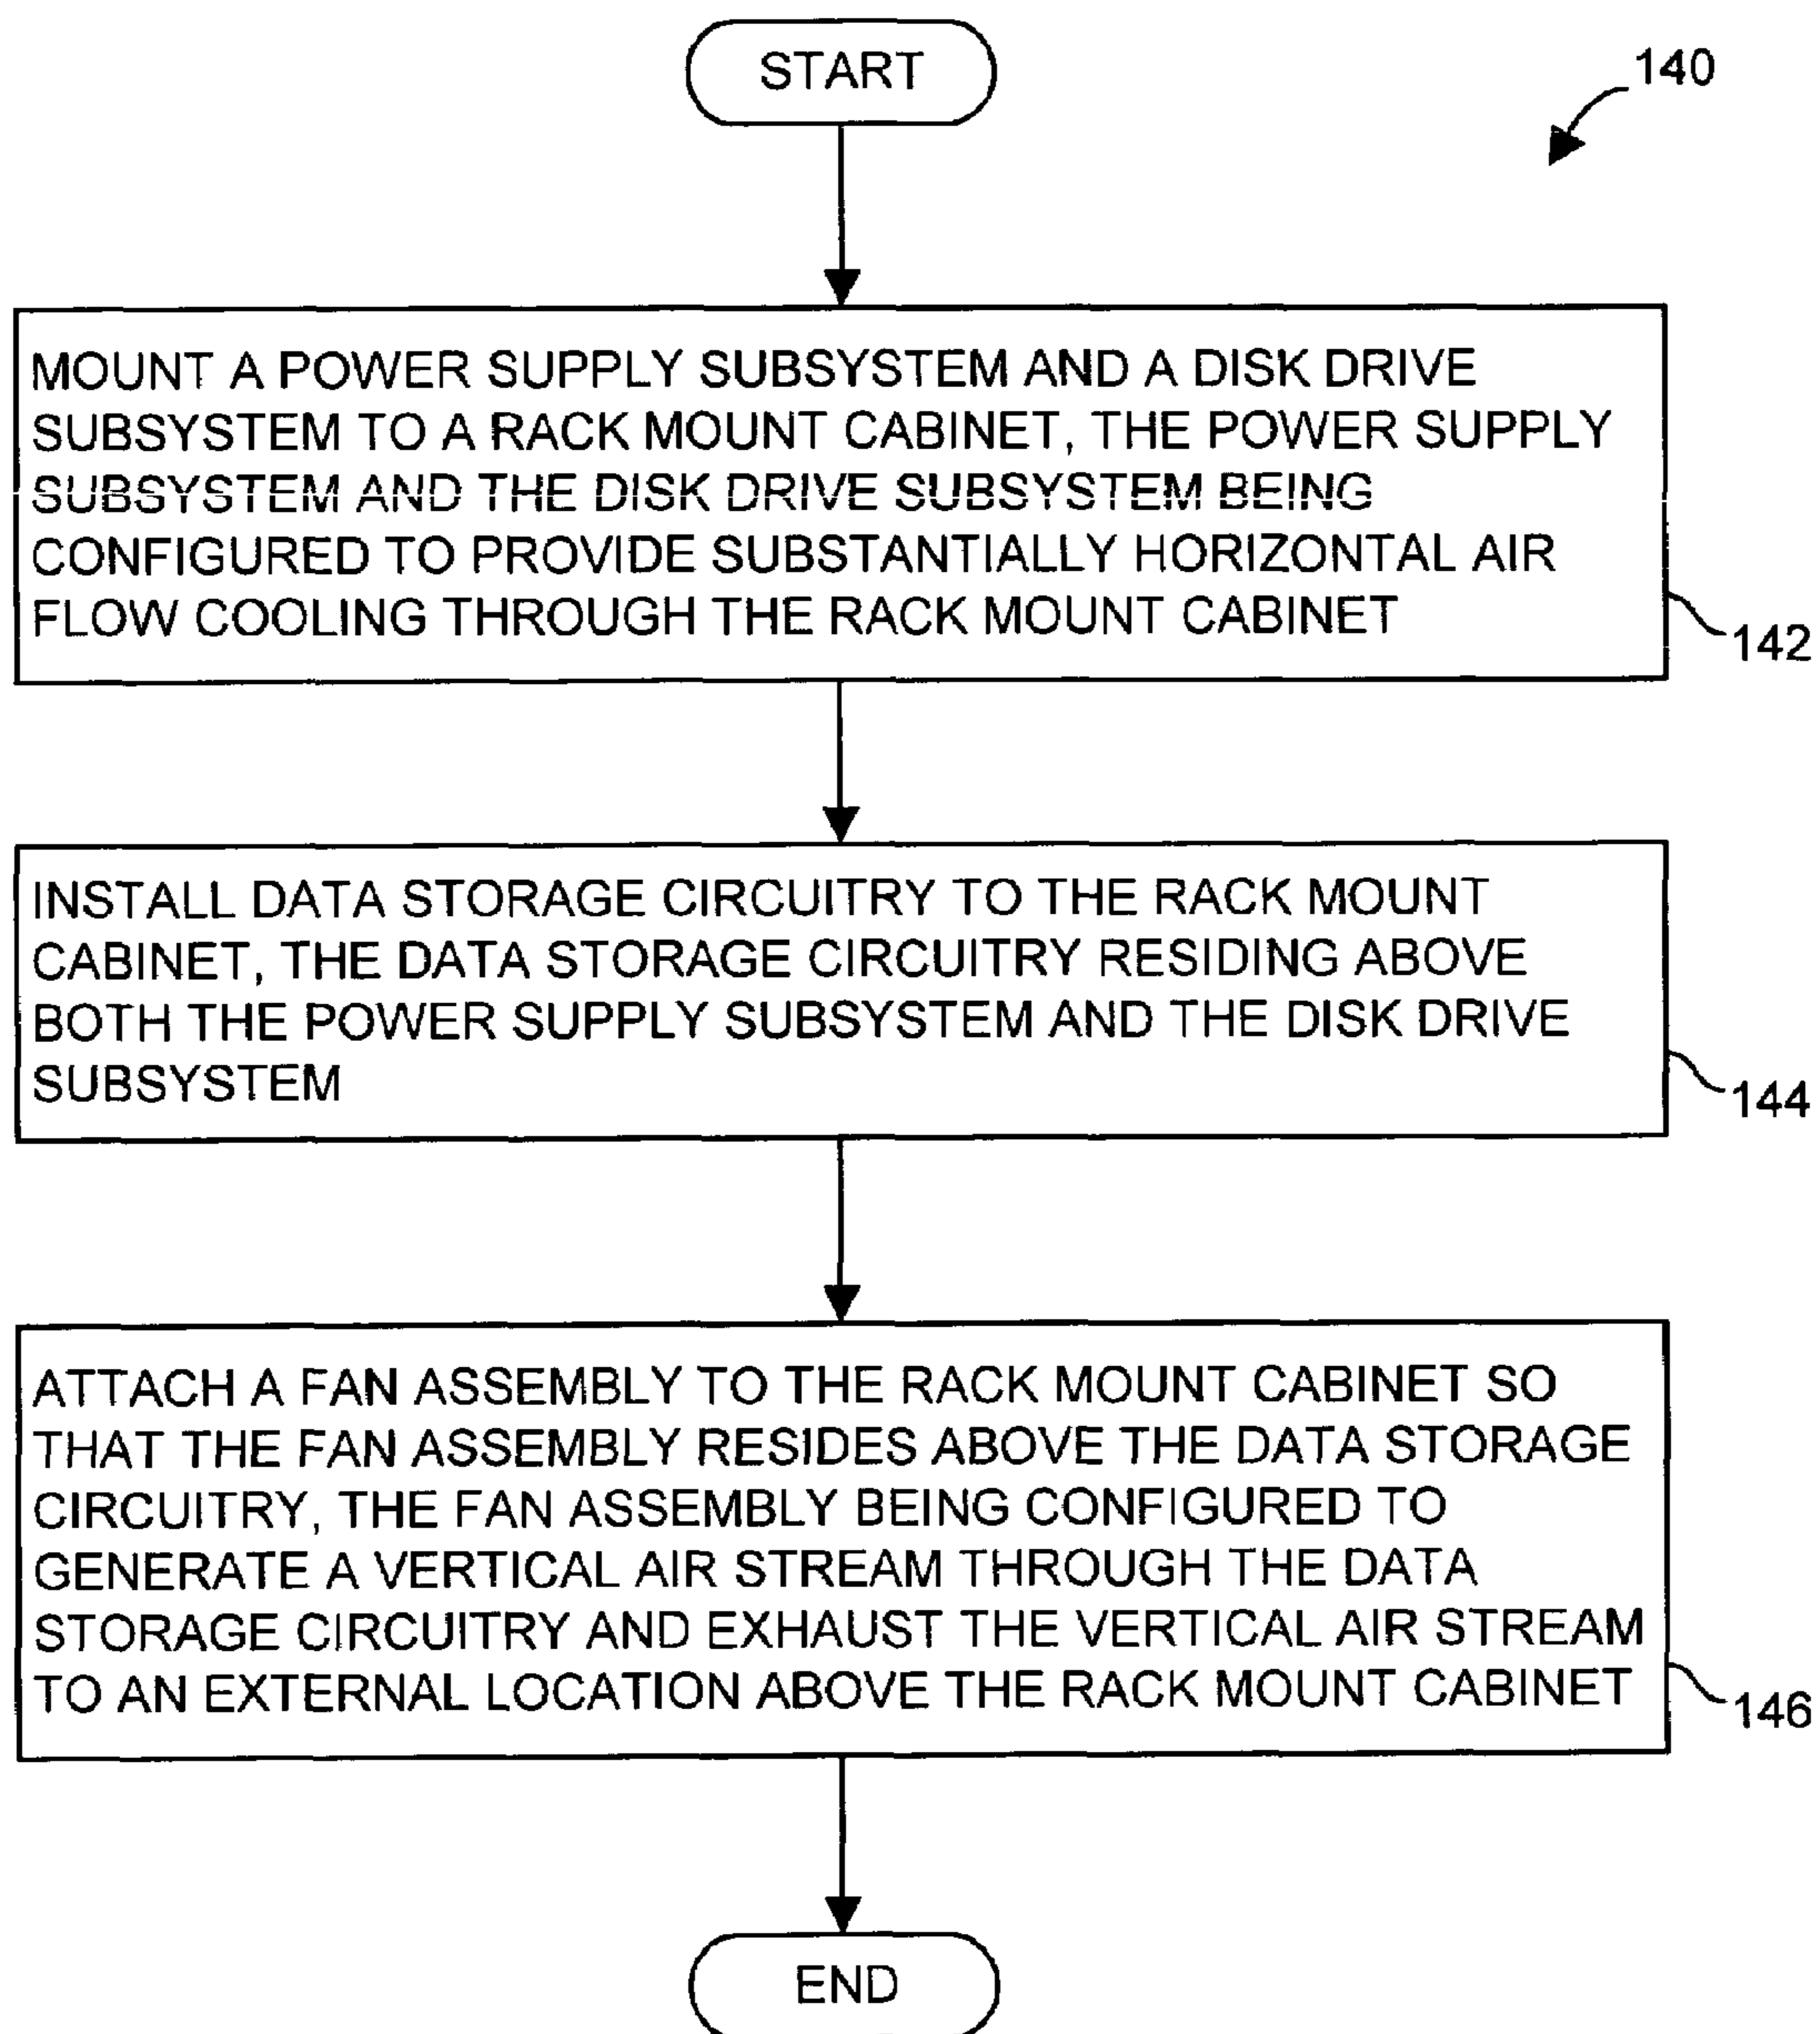 START
140
MOUNT A POWER SUPPLY SUBSYSTEM AND A DISK DRIVE
SUBSYSTEM TO A RACK MOUNT CABINET, THE POWER SUPPLY
SUBSYSTEM AND THE DISK DRIVE SUBSYSTEM BEING
CONFIGURED TO PROVIDE SUBSTANTIALLY HORIZONTAL AIR
FLOW COOLING THROUGH THE RACK MOUNT CABINET
142
INSTALL DATA STORAGE CIRCUITRY TO THE RACK MOUNT
CABINET, THE DATA STORAGE CIRCUITRY RESIDING ABOVE
BOTH THE POWER SUPPLY SUBSYSTEM AND THE DISK DRIVE
SUBSYSTEM
144
ATTACH A FAN ASSEMBLY TO THE RACK MOUNT CABINET SO
THAT THE FAN ASSEMBLY RESIDES ABOVE THE DATA STORAGE
CIRCUITRY, THE FAN ASSEMBLY BEING CONFIGURED TO
GENERATE A VERTICAL AIR STREAM THROUGH THE DATA
STORAGE CIRCUITRY AND EXHAUST THE VERTICAL AIR STREAM
TO AN EXTERNAL LOCATION ABOVE THE RACK MOUNT CABINET
146
END